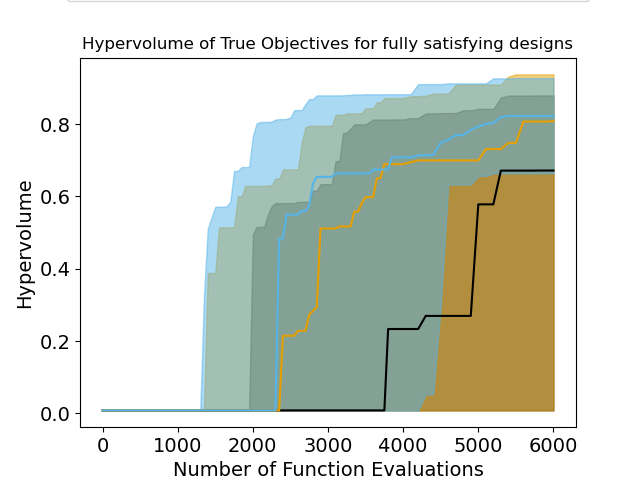 Hypervolume of True Objectives for fully satisfying designs
Hypervolume
0.8
0.6
0.4
0.2
0.0
0 1000 2000 3000 4000 5000 6000
Number of Function Evaluations